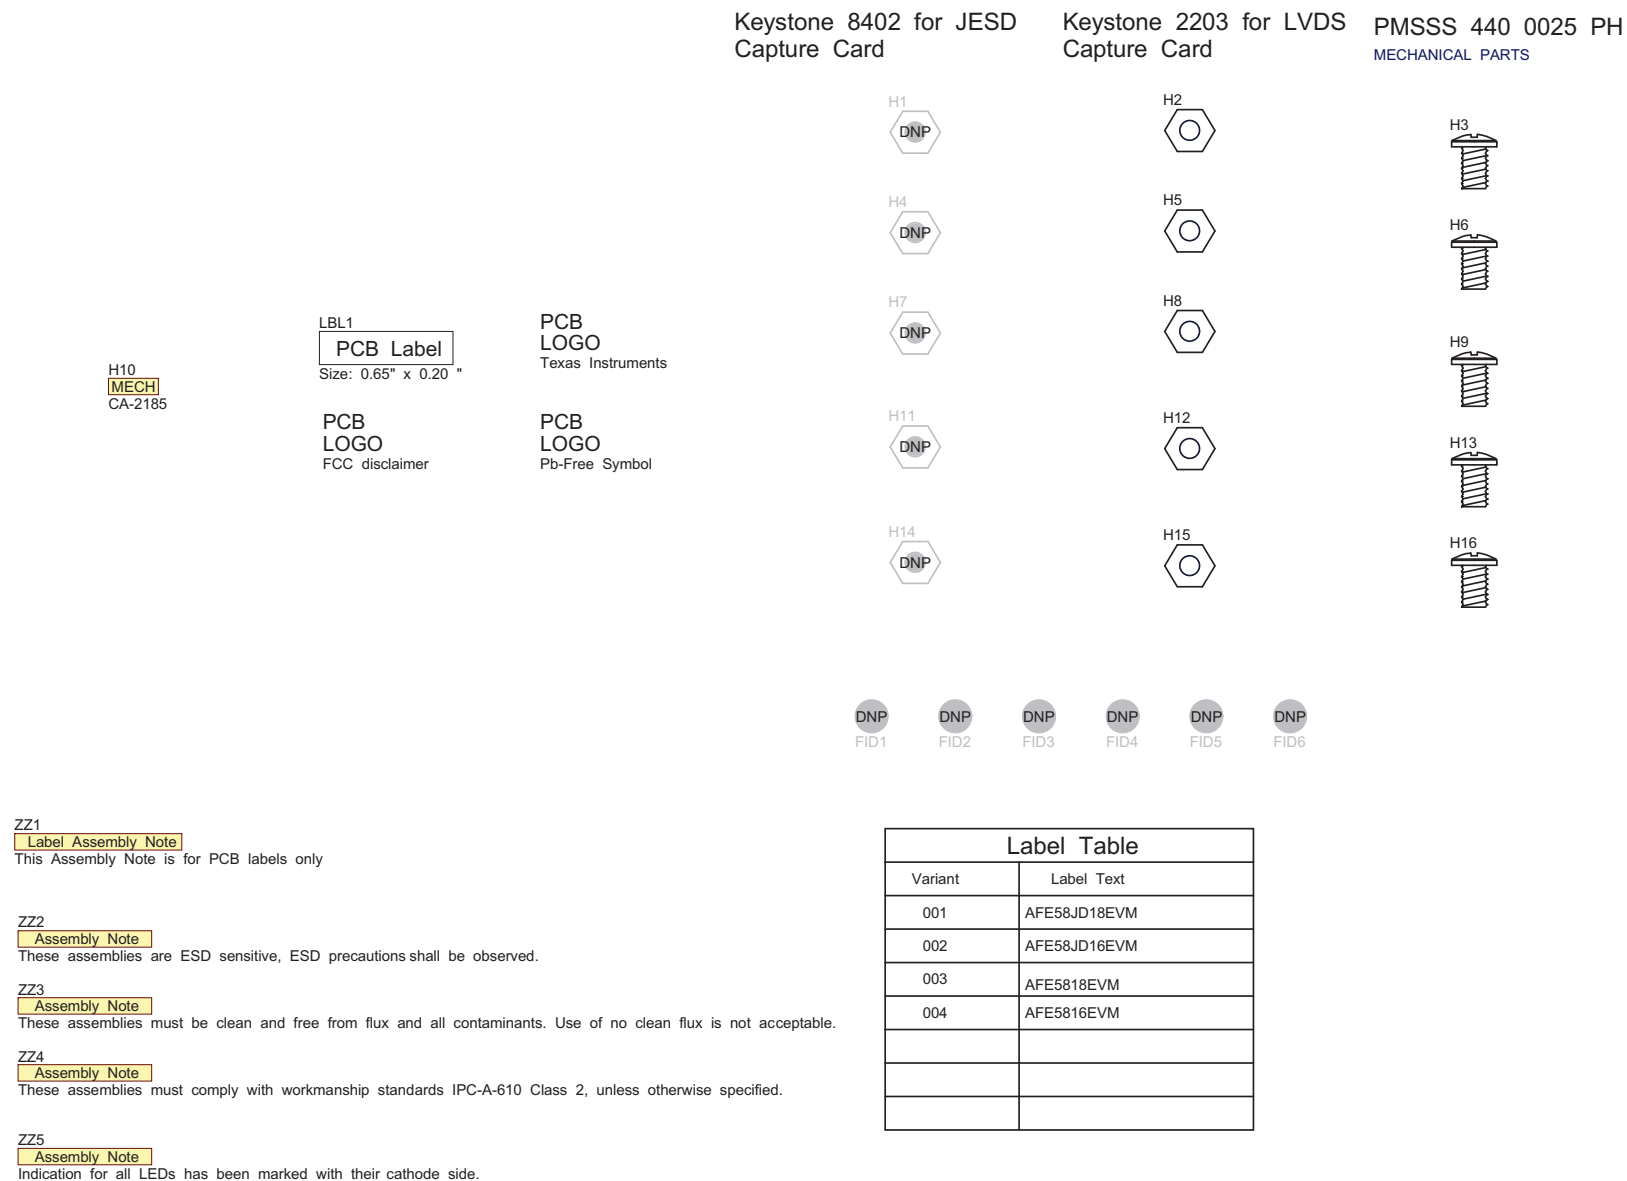 Keystone 8402 for JESD
Capture Card
Keystone 2203 for LVDS
Capture Card
PMSSS 440 0025 PH
MECHANICAL PARTS
H1
DNP
H2
H3
H4
DNP
H5
H6
H7
DNP
H8
H9
H10
MECH
CA-2185
LBL1
PCB Label
Size: 0.65" x 0.20 "
PCB
LOGO
Texas Instruments
PCB
LOGO
FCC disclaimer
PCB
LOGO
Pb-Free Symbol
H11
DNP
H12
H13
H14
DNP
H15
H16
DNP
FID1
DNP
FID2
DNP
FID3
DNP
FID4
DNP
FID5
DNP
FID6
ZZ1
Label Assembly Note
This Assembly Note is for PCB labels only
ZZ2
Assembly Note
These assemblies are ESD sensitive, ESD precautions shall be observed.
ZZ3
Assembly Note
These assemblies must be clean and free from flux and all contaminants. Use of no clean flux is not acceptable.
ZZ4
Assembly Note
These assemblies must comply with workmanship standards IPC-A-610 Class 2, unless otherwise specified.
ZZ5
Assembly Note
Indication for all LEDs has been marked with their cathode side.
Label Table
Variant Label Text
001 AFE58JD18EVM
002 AFE58JD16EVM
003 AFE5818EVM
004 AFE5816EVM